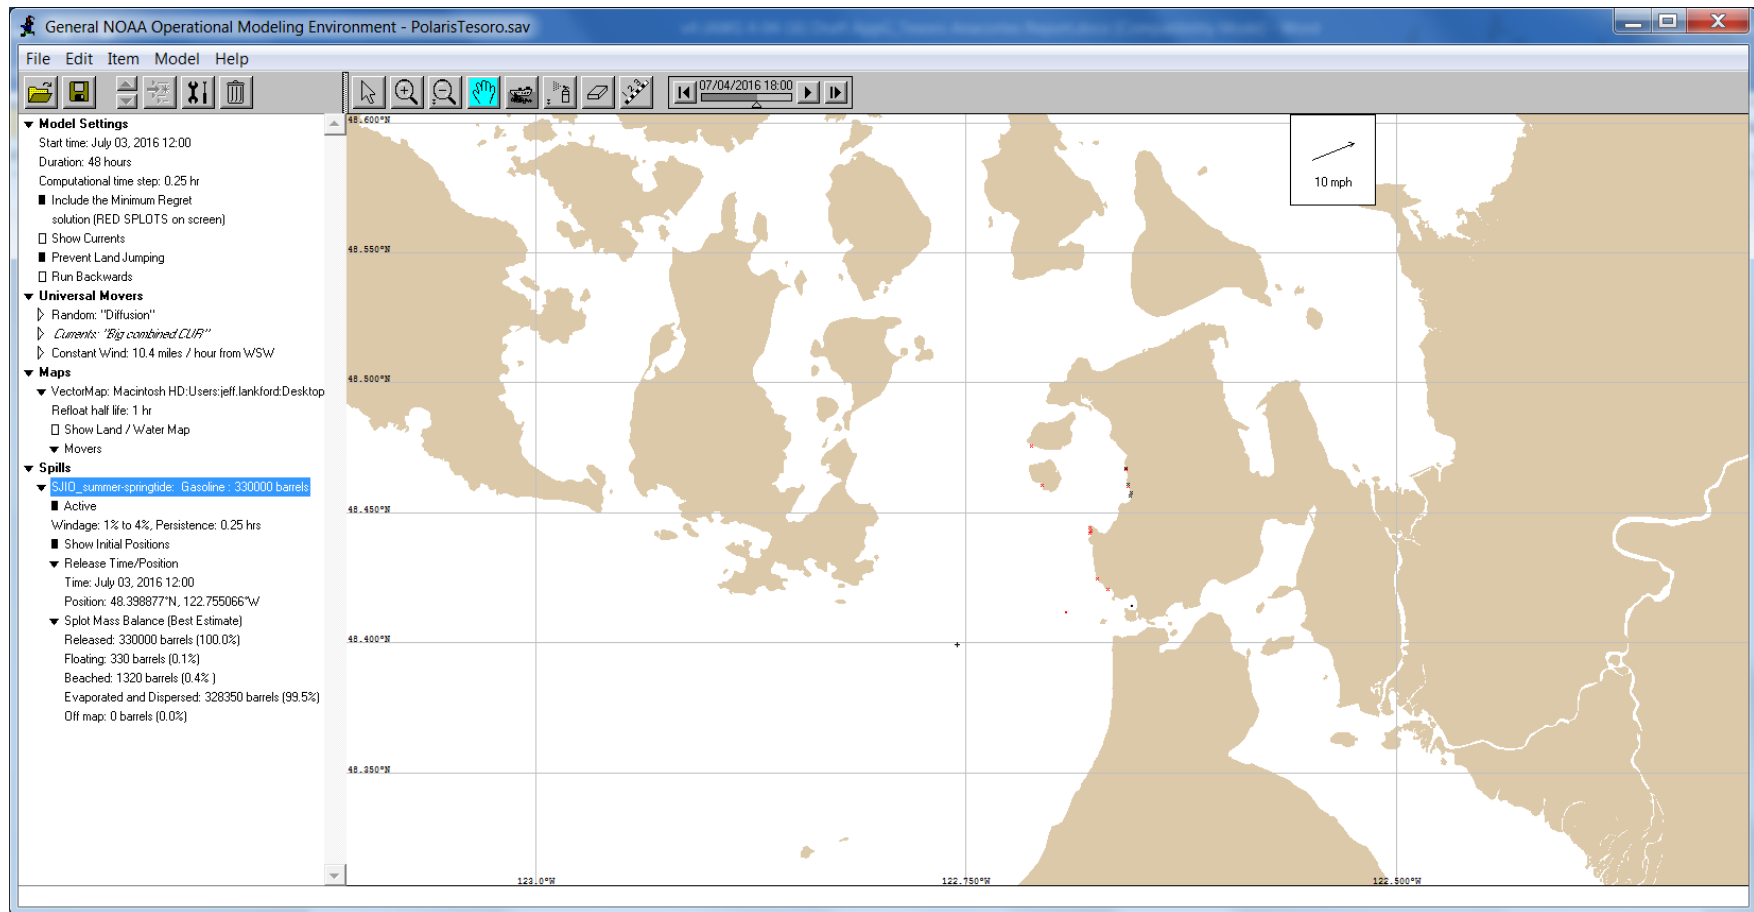 General NOAA Operational Modeling Environment - PolarisTesoro.sav
File Edit Item Model Help
07/04/2016 18:00
Model Settings
Start time: July 03, 2016 12:00
Duration: 48 hours
Computational time step: 0.25 hr
Include the Minimum Regret
solution (RED SPLOTS on screen)
Show Currents
Prevent Land Jumping
Run Backwards
Universal Movers
Random: "Diffusion"
Currents: "Big combined.CUR"
Constant Wind: 10.4 miles / hour from WSW
Maps
VectorMap: Macintosh HD:Users:jeff.lankford:Desktop
Refloat half life: 1 hr
Show Land / Water Map
Movers
Spills
SJIO_summer-springtide: Gasoline : 330000 barrels
Active
Windage: 1% to 4%, Persistence: 0.25 hrs
Show Initial Positions
Release Time/Position
Time: July 03, 2016 12:00
Position: 48.398877°N, 122.755066°W
Splot Mass Balance (Best Estimate)
Released: 330000 barrels (100.0%)
Floating: 330 barrels (0.1%)
Beached: 1320 barrels (0.4% )
Evaporated and Dispersed: 328350 barrels (99.5%)
Off map: 0 barrels (0.0%)
48.600°N
10 mph
48.550°N
48.500°N
48.450°N
48.400°N
48.350°N
123.0°W
122.750°W
122.500°W